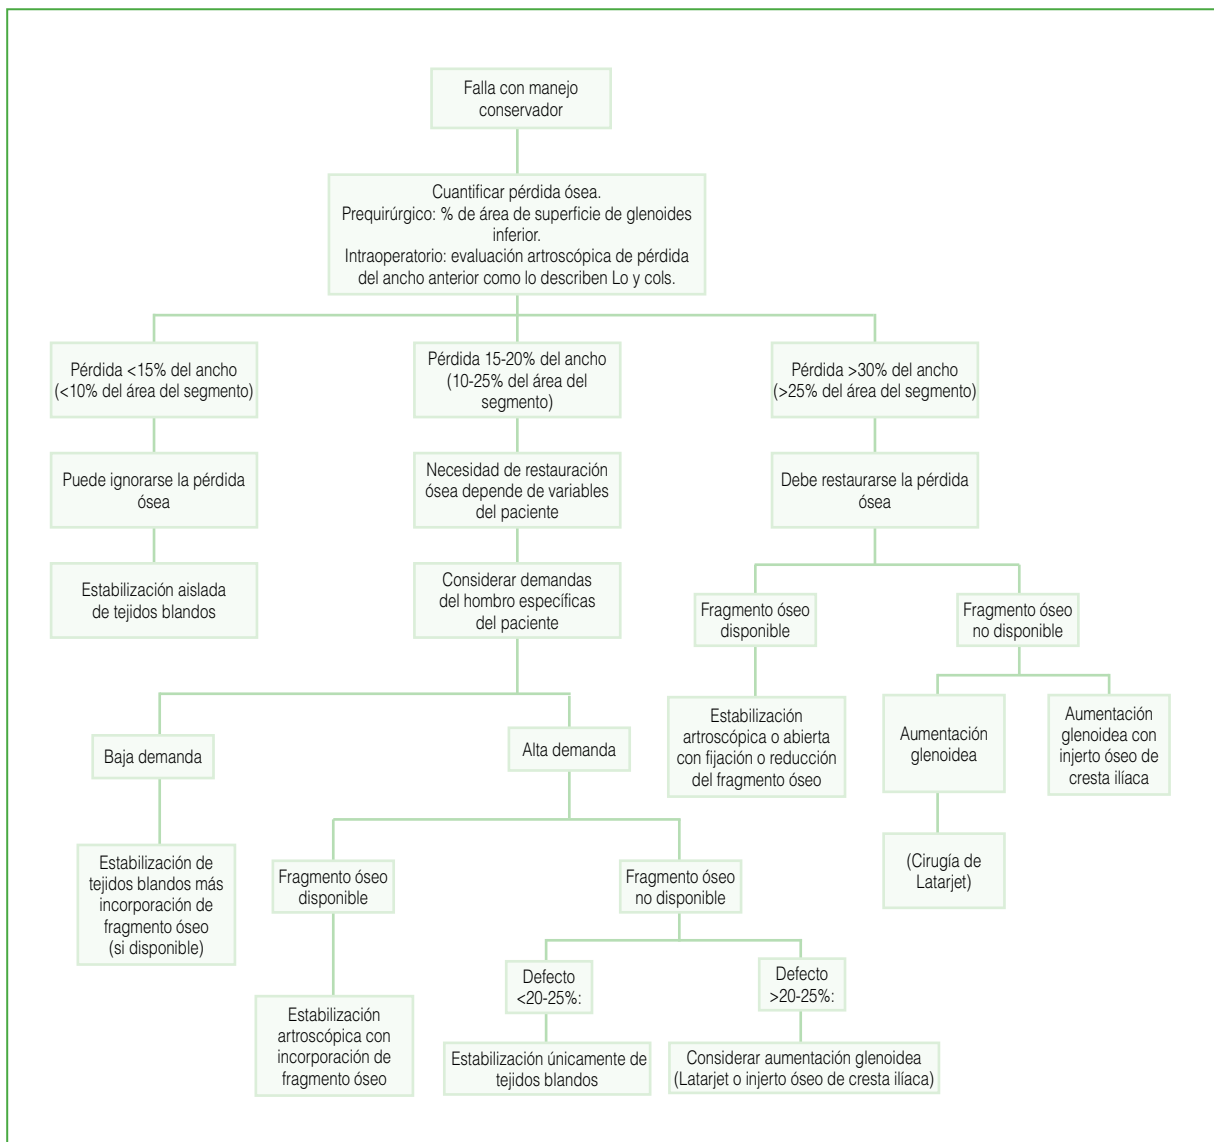 Falla con manejo
conservador
Cuantificar pérdida ósea.
Prequirúrgico: % de área de superficie de glenoides
inferior.
Intraoperatorio: evaluación artroscópica de pérdida
del ancho anterior como lo describen Lo y cols.
Pérdida <15% del ancho
(<10% del área del segmento)
Pérdida 15-20% del ancho
(10-25% del área del
segmento)
Pérdida >30% del ancho
(>25% del área del segmento)
Puede ignorarse la pérdida
ósea
Necesidad de restauración
ósea depende de variables
del paciente
Debe restaurarse la pérdida
ósea
Estabilización aislada
de tejidos blandos
Considerar demandas
del hombro específicas
del paciente
Fragmento óseo
disponible
Fragmento óseo
no disponible
Estabilización
artroscópica o abierta
con fijación o reducción
del fragmento óseo
Aumentación
glenoidea
Aumentación
glenoidea con
injerto óseo de
cresta ilíaca
Baja demanda
Alta demanda
(Cirugía de
Latarjet)
Estabilización de
tejidos blandos más
incorporación de
fragmento óseo
(si disponible)
Fragmento óseo
disponible
Fragmento óseo
no disponible
Estabilización
artroscópica con
incorporación de
fragmento óseo
Defecto
<20-25%:
Defecto
>20-25%:
Estabilización únicamente de
tejidos blandos
Considerar aumentación glenoidea
(Latarjet o injerto óseo de cresta ilíaca)